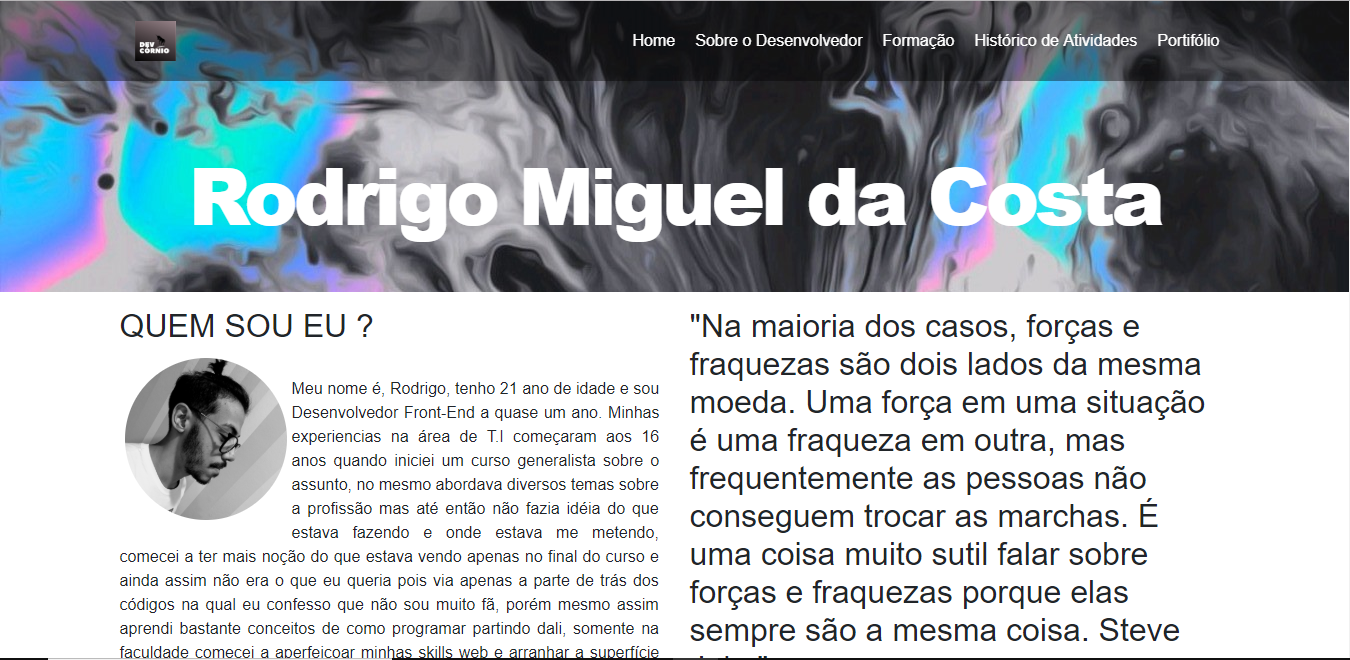 DEV
CÓRNIO
Home Sobre o Desenvolvedor Formação Histórico de Atividades Portifólio
Rodrigo Miguel da Costa
QUEM SOU EU ?
Meu nome é, Rodrigo, tenho 21 ano de idade e sou
Desenvolvedor Front-End a quase um ano. Minhas
experiencias na área de T.I começaram aos 16
anos quando iniciei um curso generalista sobre o
assunto, no mesmo abordava diversos temas sobre
a profissão mas até então não fazia idéia do que
estava fazendo e onde estava me metendo,
comecei a ter mais noção do que estava vendo apenas no final do curso e
ainda assim não era o que eu queria pois via apenas a parte de trás dos
códigos na qual eu confesso que não sou muito fã, porém mesmo assim
aprendi bastante conceitos de como programar partindo dali, somente na
faculdade comecei a aperfeiçoar minhas skills web e arranhar a superfície
"Na maioria dos casos, forças e
fraquezas são dois lados da mesma
moeda. Uma força em uma situação
é uma fraqueza em outra, mas
frequentemente as pessoas não
conseguem trocar as marchas. É
uma coisa muito sutil falar sobre
forças e fraquezas porque elas
sempre são a mesma coisa. Steve